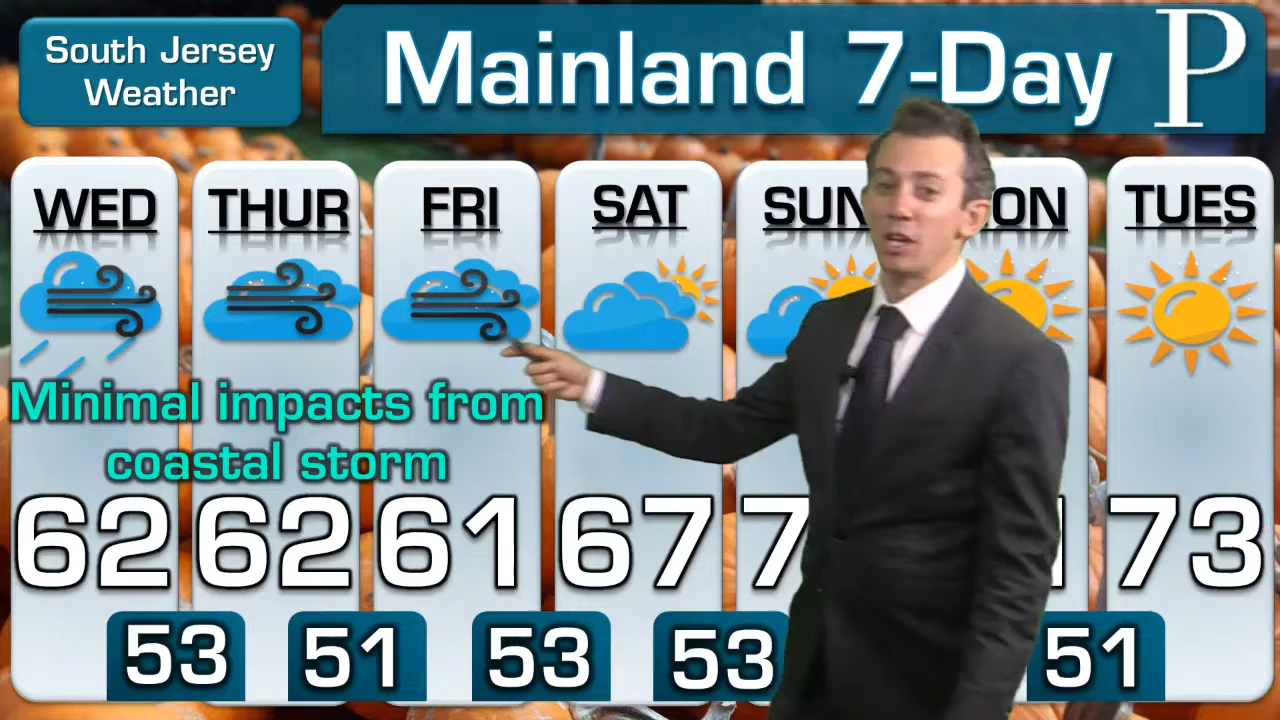 South Jersey
Weather
Mainland 7-Day P
WED THUR FRI SAT SUN TUES
Minimal impacts from
coastal storm
62 62 61 67 73
53 51 53 53 51